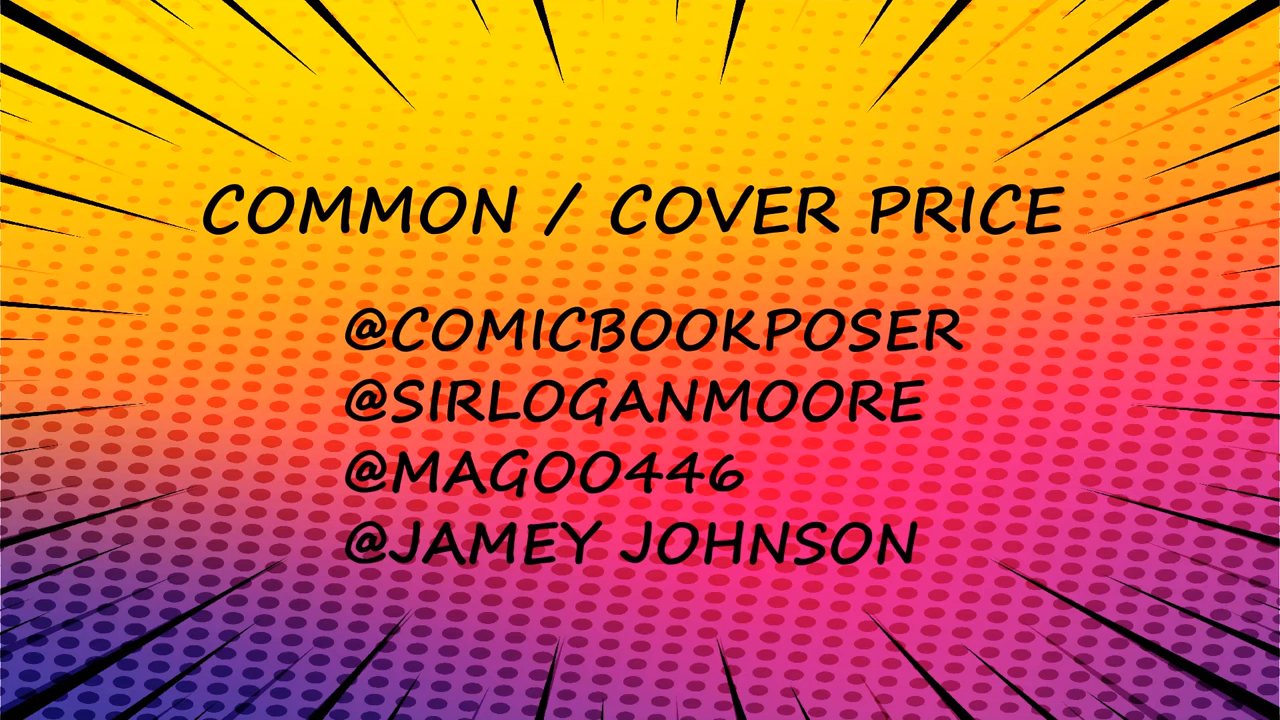 COMMON / COVER PRICE
@COMICBOOKPOSER
@SIRLOGANMOORE
@MAGOO446
@JAMEY JOHNSON